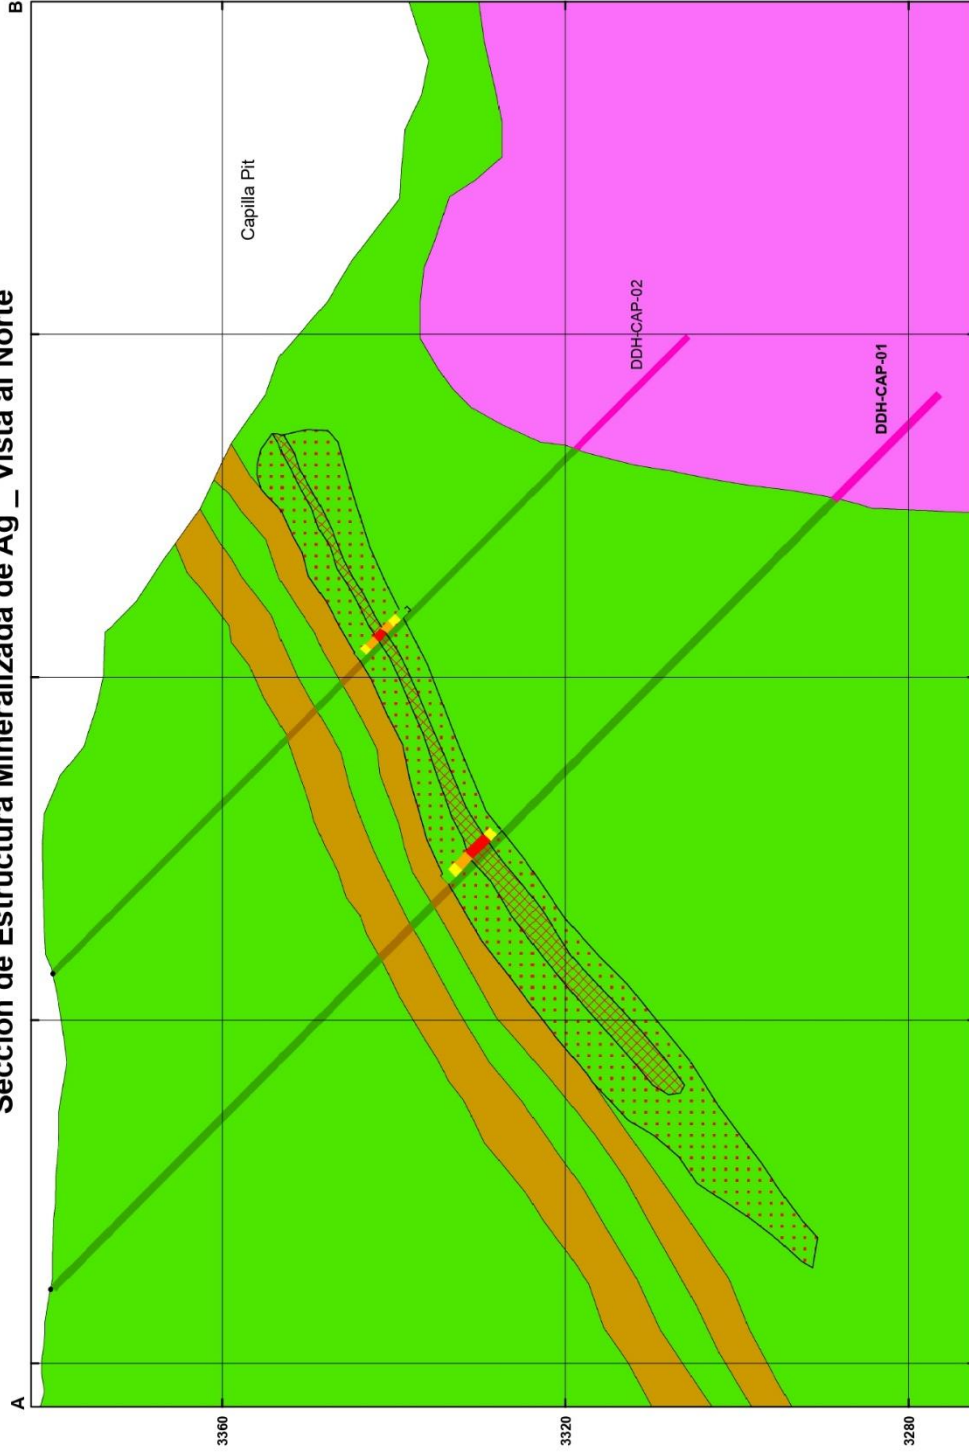 Sección de Estructura Mineralizada de Ag _ Vista al Norte
A
B
Capilla Pit
DDH-CAP-02
DDH-CAP-01
3360
3320
3280